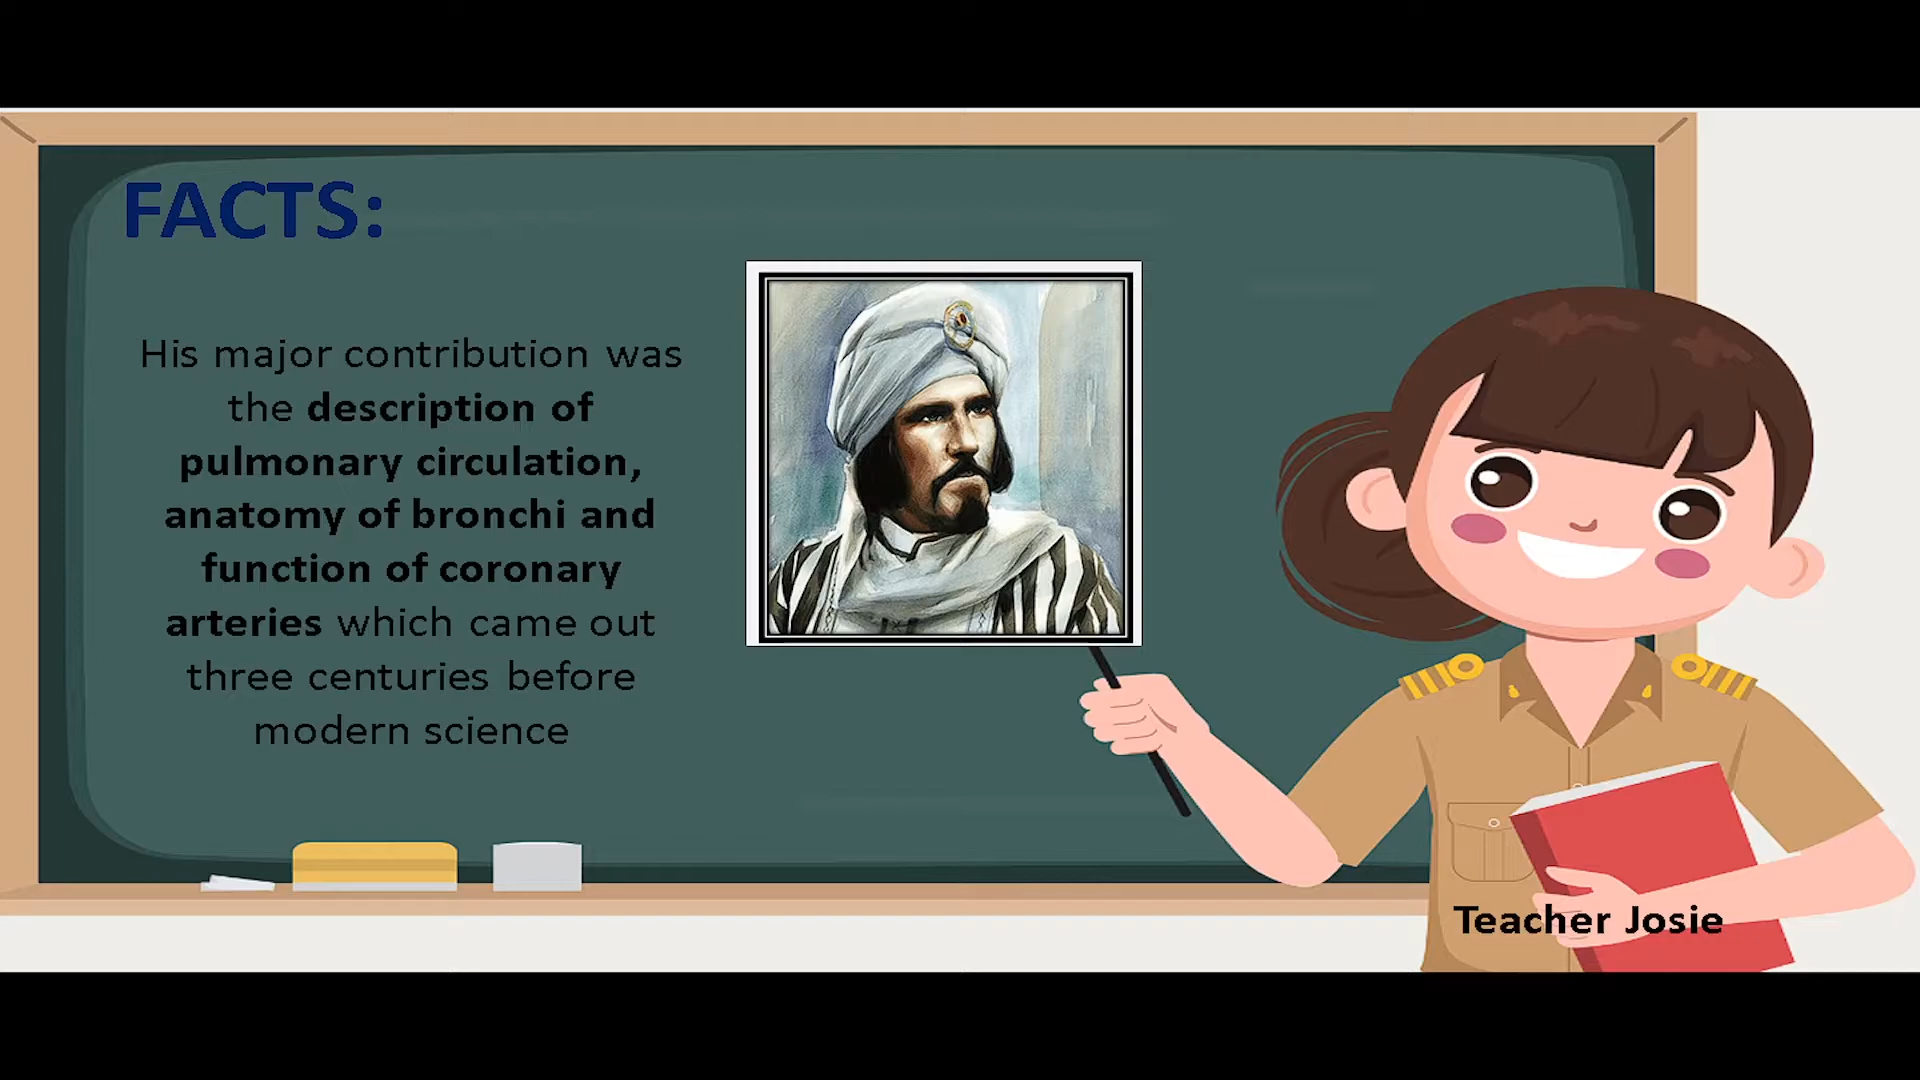 FACTS:
His major contribution was
the description of
pulmonary circulation,
anatomy of bronchi and
function of coronary
arteries which came out
three centuries before
modern science
Teacher Josie